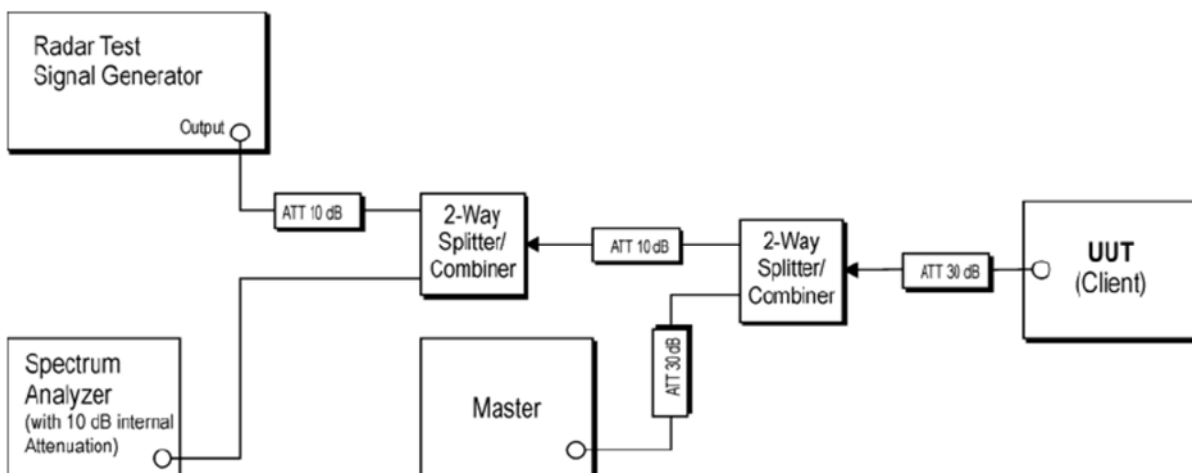 Radar Test
Signal Generator
Output
ATT 10 dB
2-Way
Splitter/
Combiner
ATT 10 dB
2-Way
Splitter/
Combiner
ATT 30 dB
UUT
(Client)
Spectrum
Analyzer
(with 10 dB internal
Attenuation)
Master
ATT 30 dB